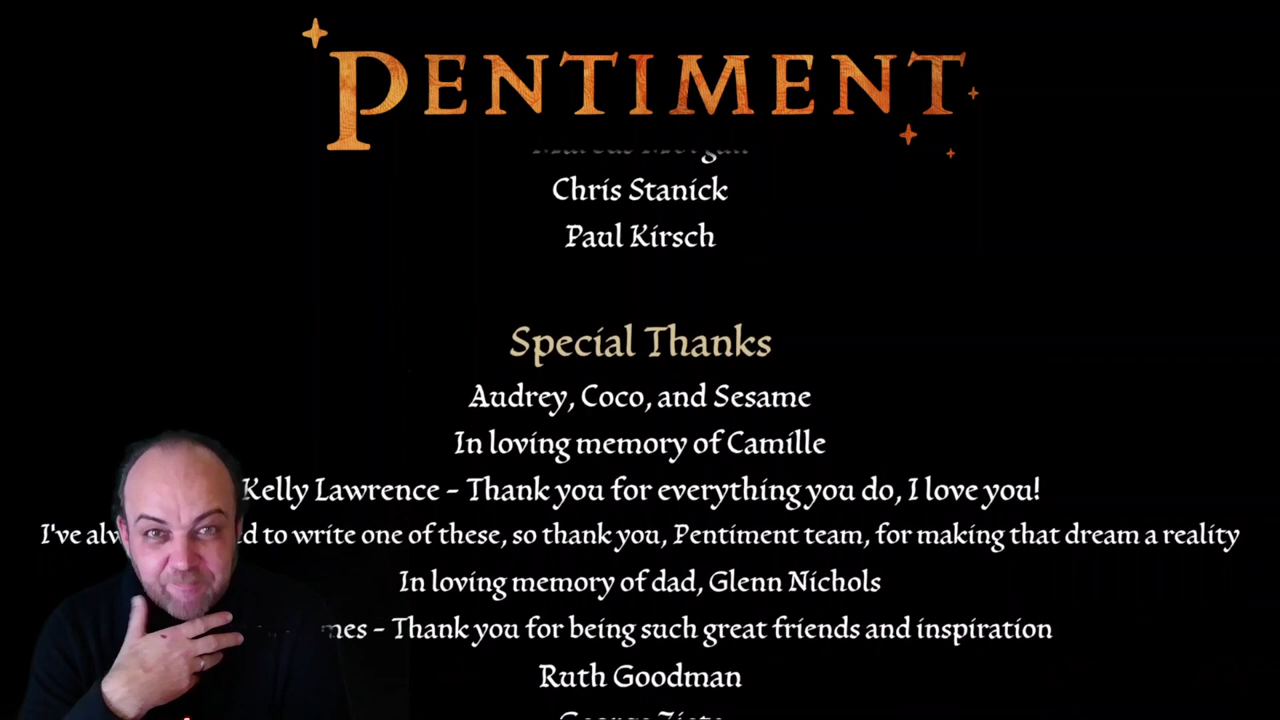 PENTIMENT
Chris Stanick
Paul Kirsch
Special Thanks
Audrey, Coco, and Sesame
In loving memory of Camille
Kelly Lawrence - Thank you for everything you do, I love you!
I've to write one of these, so thank you, Pentiment team, for making that dream a reality
In loving memory of dad, Glenn Nichols
- Thank you for being such great friends and inspiration
Ruth Goodman